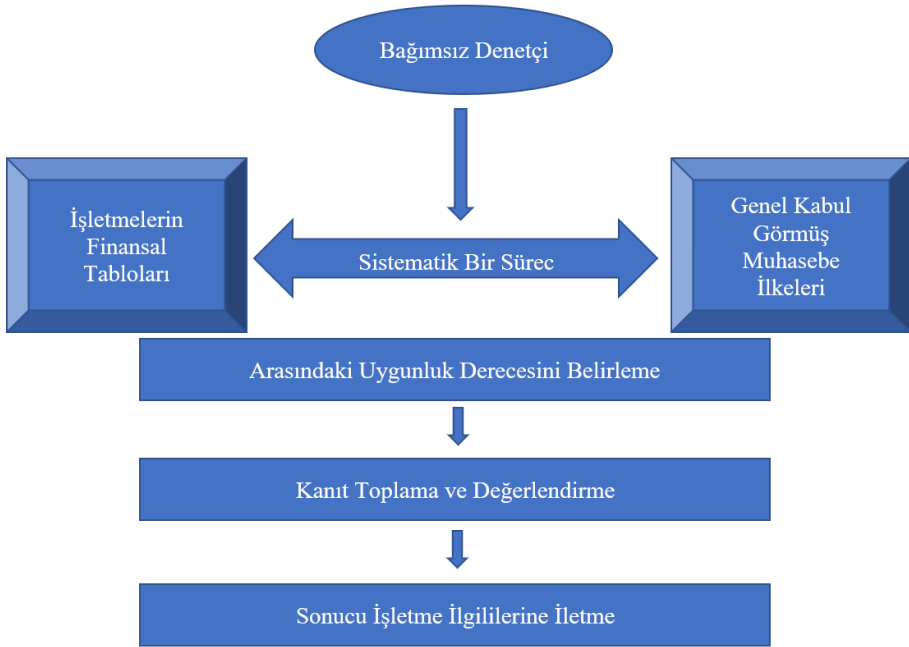 Bağımsız Denetçi
İşletmelerin
Finansal
Tabloları
Sistematik Bir Sürec
Genel Kabul
Görmüş
Muhasebe
İlkeleri
Arasındaki Uygunluk Derecesini Belirleme
Kanıt Toplama ve Değerlendirme
Sonucu İşletme İlgililerine İletme